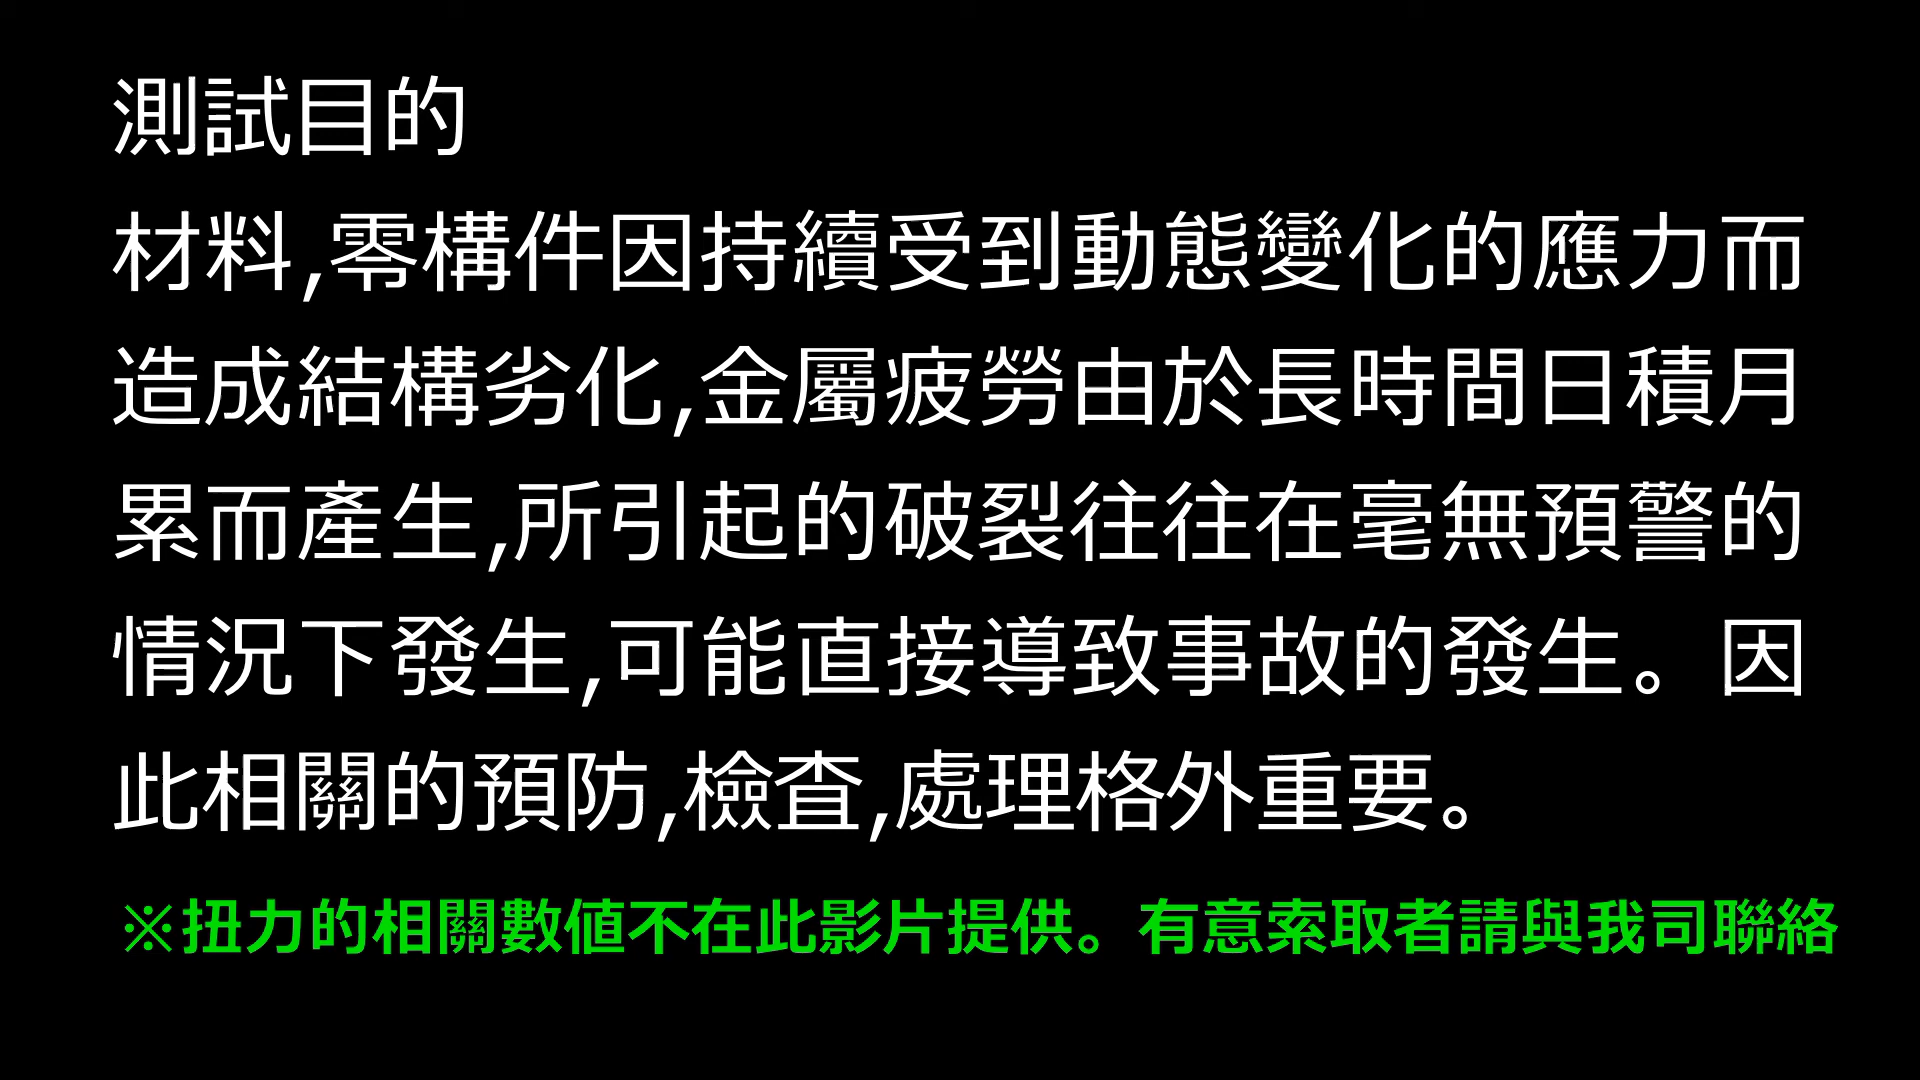 測試目的
材料,零構件因持續受到動態變化的應力而
造成結構劣化,金屬疲勞由於長時間日積月
累而產生,所引起的破裂往往在毫無預警的
情況下發生,可能直接導致事故的發生。因
此相關的預防,檢查,處理格外重要。
※扭力的相關數值不在此影片提供。有意索取者請與我司聯絡